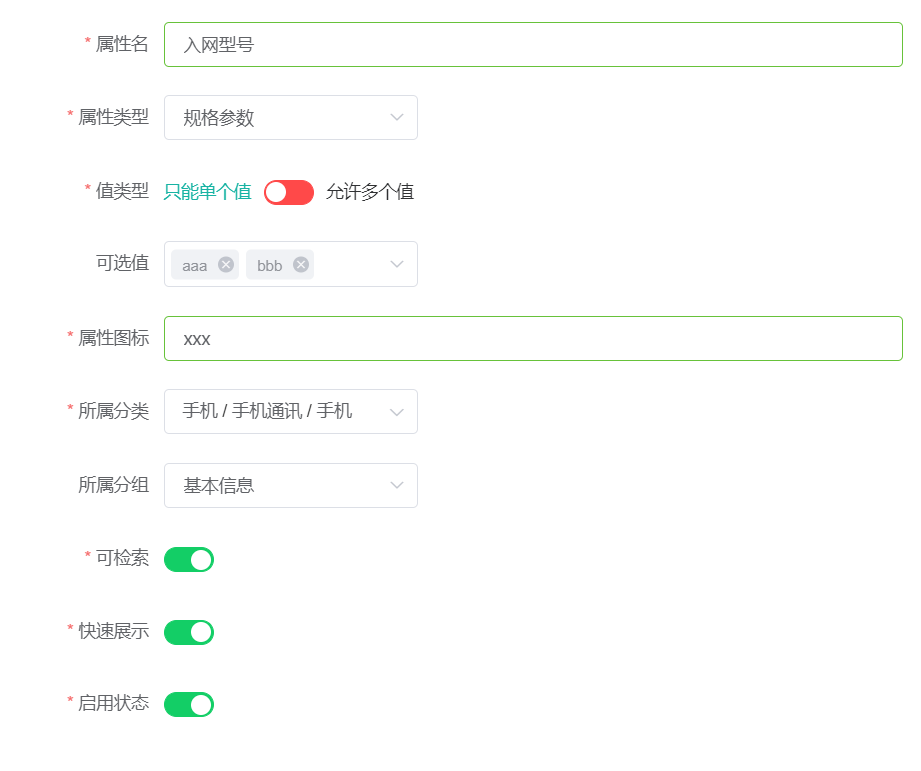 * 属性名 入网型号
* 属性类型 规格参数
* 值类型 只能单个值 允许多个值
可选值 aaa bbb
* 属性图标 xxx
* 所属分类 手机 / 手机通讯 / 手机
所属分组 基本信息
* 可检索
* 快速展示
* 启用状态